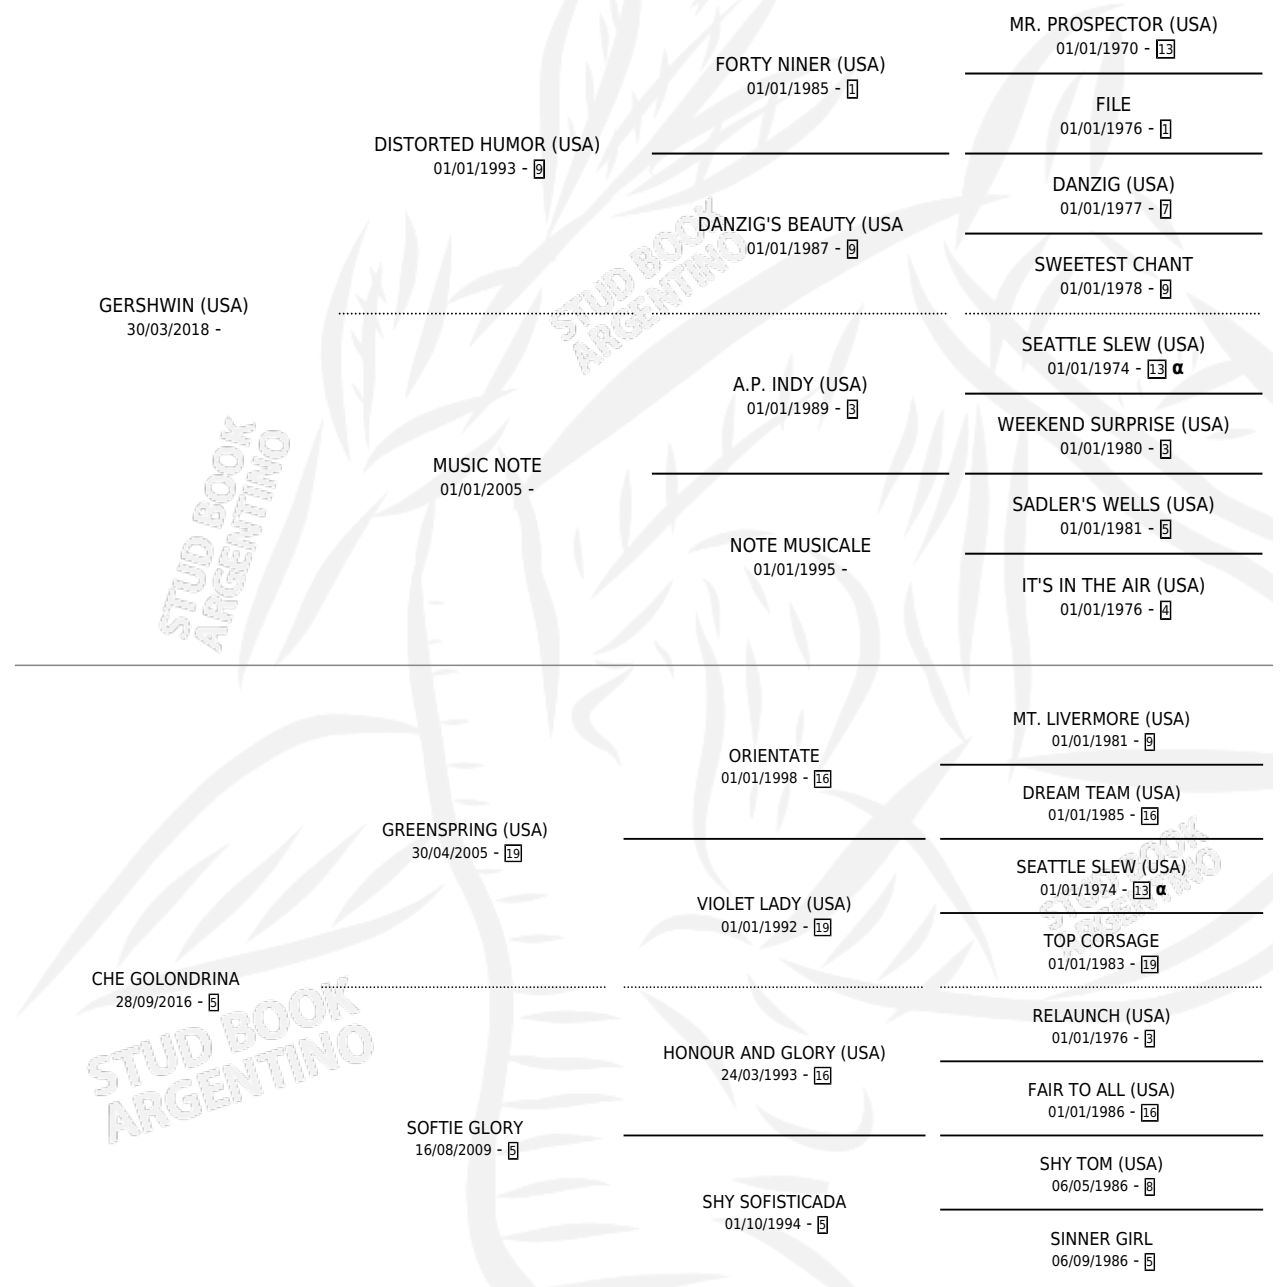 MR. PROSPECTOR (USA)
01/01/1970 - 13
FORTY NINER (USA)
01/01/1985 - 1
FILE
01/01/1976 - 1
DISTORTED HUMOR (USA)
01/01/1993 - 9
DANZIG (USA)
01/01/1977 - 7
DANZIG'S BEAUTY (USA
01/01/1987 - 9
SWEETEST CHANT
01/01/1978 - 9
STUD BOOK
ARGENTINO
GERSHWIN (USA)
30/03/2018 -
SEATTLE SLEW (USA)
01/01/1974 - 13 α
A.P. INDY (USA)
01/01/1989 - 3
WEEKEND SURPRISE (USA)
01/01/1980 - 3
MUSIC NOTE
01/01/2005 -
SADLER'S WELLS (USA)
01/01/1981 - 5
NOTE MUSICALE
01/01/1995 -
IT'S IN THE AIR (USA)
01/01/1976 - 4
STUD BOOK
ARGENTINO
MT. LIVERMORE (USA)
01/01/1981 - 9
ORIENTATE
01/01/1998 - 16
DREAM TEAM (USA)
01/01/1985 - 16
GREENSPRING (USA)
30/04/2005 - 19
SEATTLE SLEW (USA)
01/01/1974 - 13 α
VIOLET LADY (USA)
01/01/1992 - 19
TOP CORSAGE
01/01/1983 - 19
STUD BOOK
ARGENTINO
CHE GOLONDRINA
28/09/2016 - 5
RELAUNCH (USA)
01/01/1976 - 3
HONOUR AND GLORY (USA)
24/03/1993 - 16
FAIR TO ALL (USA)
01/01/1986 - 16
STUD BOOK
ARGENTINO
SOFTIE GLORY
16/08/2009 - 5
SHY TOM (USA)
06/05/1986 - 8
SHY SOFISTICADA
01/10/1994 - 5
SINNER GIRL
06/09/1986 - 5